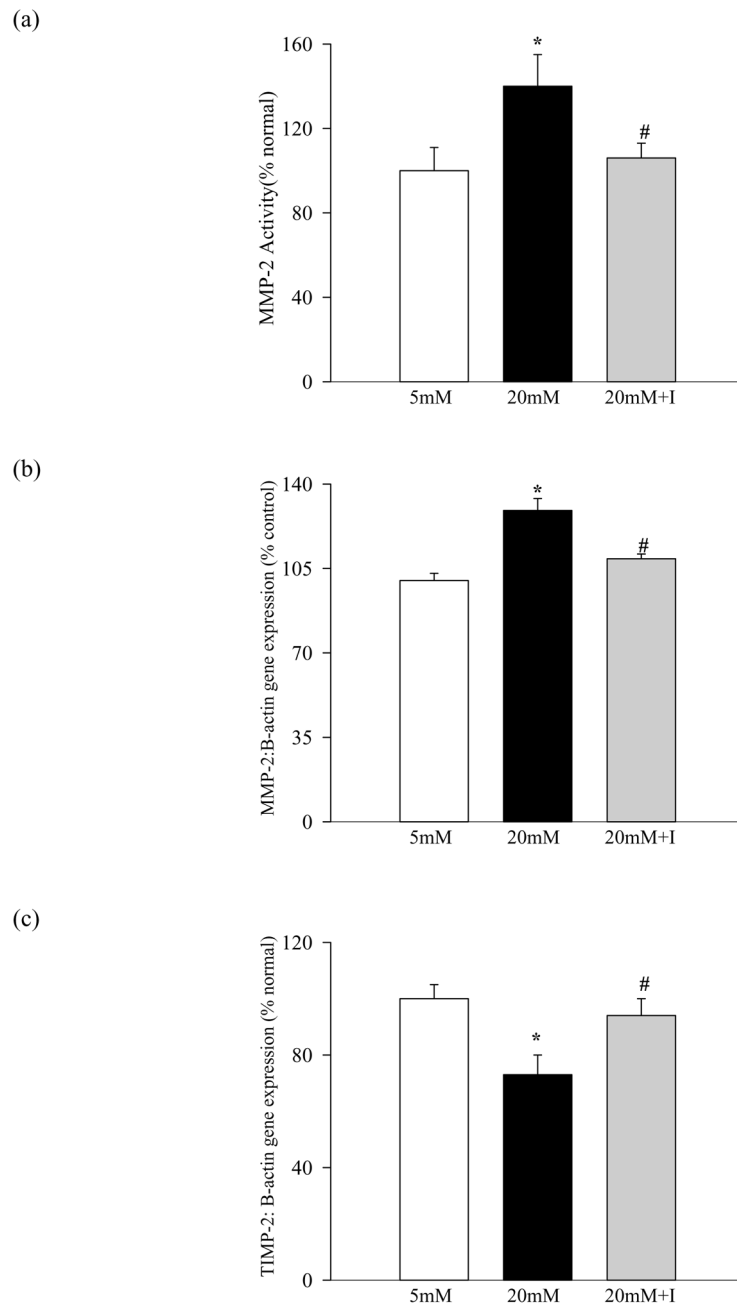 (a)
MMP-2 Activity(% normal)
160
120
80
40
0
*
#
5mM 20mM 20mM+I
(b)
MMP-2:B-actin gene expression (% control)
140
105
70
35
0
*
#
5mM 20mM 20mM+I
(c)
TIMP-2: B-actin gene expression (% normal)
120
80
40
0
*
#
5mM 20mM 20mM+I